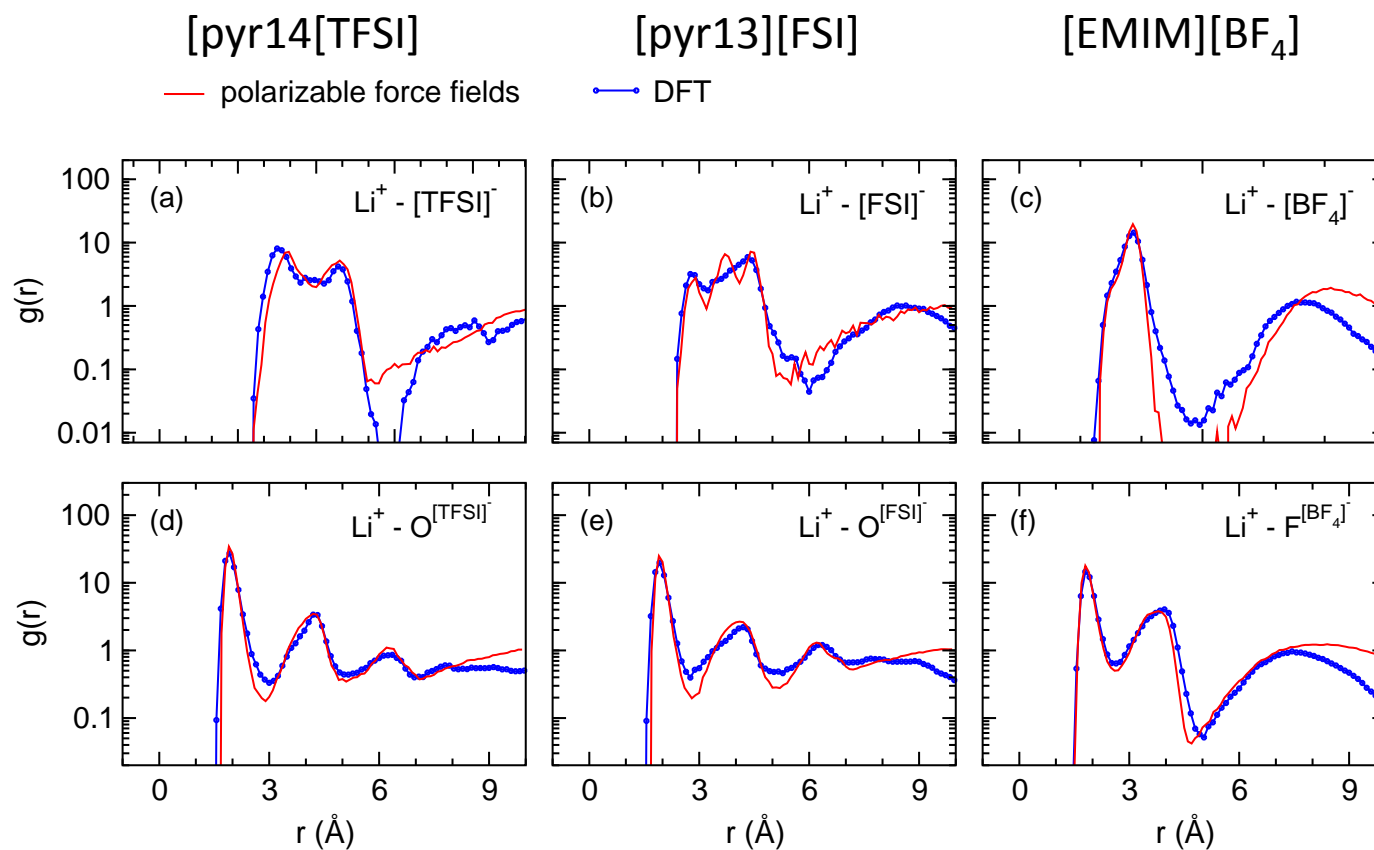 [pyr14[TFSI]
[pyr13][FSI]
[EMIM][BF₄]
polarizable force fields
DFT
g(r)
100
10
1
0.1
0.01
(a)
Li⁺ - [TFSI]⁻
(b)
Li⁺ - [FSI]⁻
(c)
Li⁺ - [BF₄]⁻
g(r)
100
10
1
0.1
(d)
Li⁺ - O^[TFSI]⁻
(e)
Li⁺ - O^[FSI]⁻
(f)
Li⁺ - F^[BF₄]⁻
0 3 6 9
0 3 6 9
0 3 6 9
r (Å)
r (Å)
r (Å)